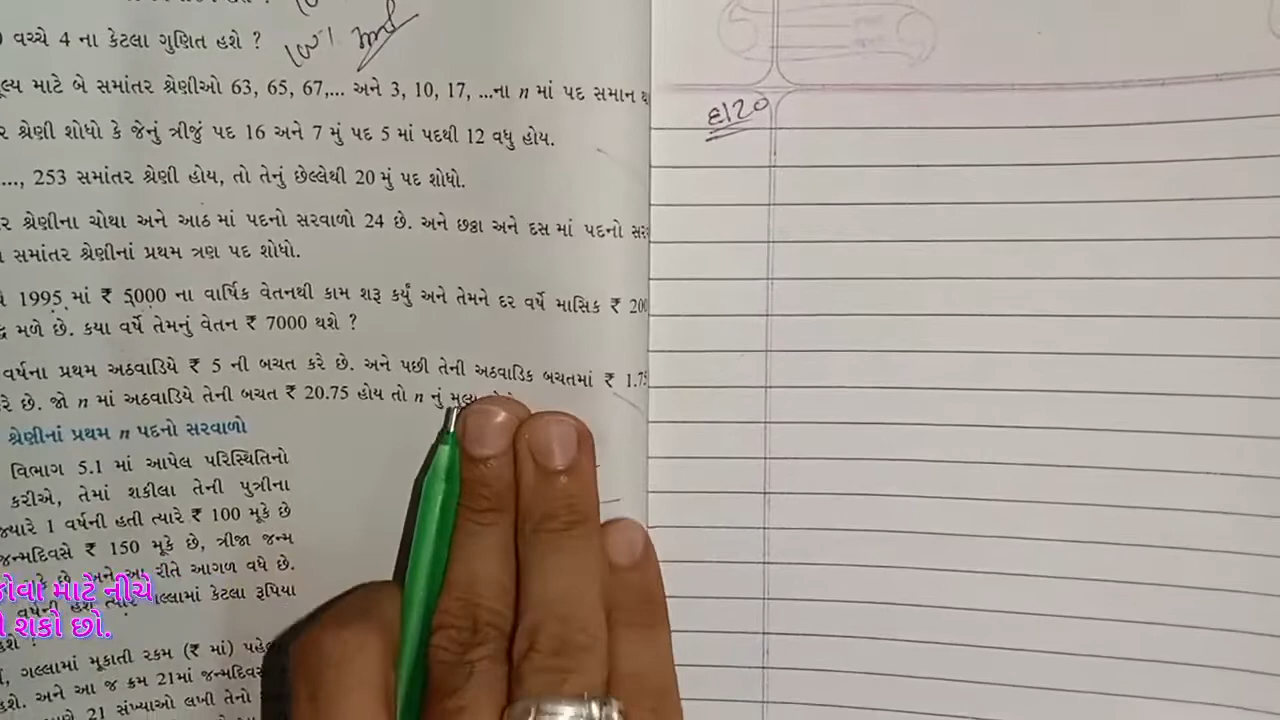 વચ્ચે 4 ના કેટલા ગુણિત હશે ?
માટે બે સમાંતર શ્રેણીઓ 63, 65, 67,... અને 3, 10, 17, ...ના n માં પદ સમાન
શ્રેણી શોધો કે જેનું ત્રીજું પદ 16 અને 7 મું પદ 5 માં પદથી 12 વધુ હોય.
..., 253 સમાંતર શ્રેણી હોય, તો તેનું છેલ્લેથી 20 મું પદ શોધો.
શ્રેણીના ચોથા અને આઠ માં પદનો સરવાળો 24 છે. અને છઠ્ઠા અને દસ માં પદનો
સમાંતર શ્રેણીનાં પ્રથમ ત્રણ પદ શોધો.
1995 માં ₹ 5000 ના વાર્ષિક વેતનથી કામ શરૂ કર્યું અને તેમને દર વર્ષે માસિક ₹ 200
મળે છે. કયા વર્ષે તેમનું વેતન ₹ 7000 થશે ?
વર્ષના પ્રથમ અઠવાડિયે ₹ 5 ની બચત કરે છે. અને પછી તેની અઠવાડિક બચતમાં ₹ 1.75
છે. જો n માં અઠવાડિયે તેની બચત ₹ 20.75 હોય તો n નું
શ્રેણીનાં પ્રથમ n પદનો સરવાળો
વિભાગ 5.1 માં આપેલ પરિસ્થિતિનો
કરીએ, તેમાં શકીલા તેની પુત્રીના
જ્યારે 1 વર્ષની હતી ત્યારે ₹ 100 મૂકે છે
જન્મદિવસે ₹ 150 મૂકે છે, ત્રીજા જન્મ
અને આ રીતે આગળ વધે છે.
ગલ્લામાં કેટલા રૂપિયા
માટે નીચે
શકો છો.
ગલ્લામાં મૂકાતી રકમ (₹ માં)
અને આ જ ક્રમ 21માં
21 સંખ્યાઓ લખી તેનો
દા20